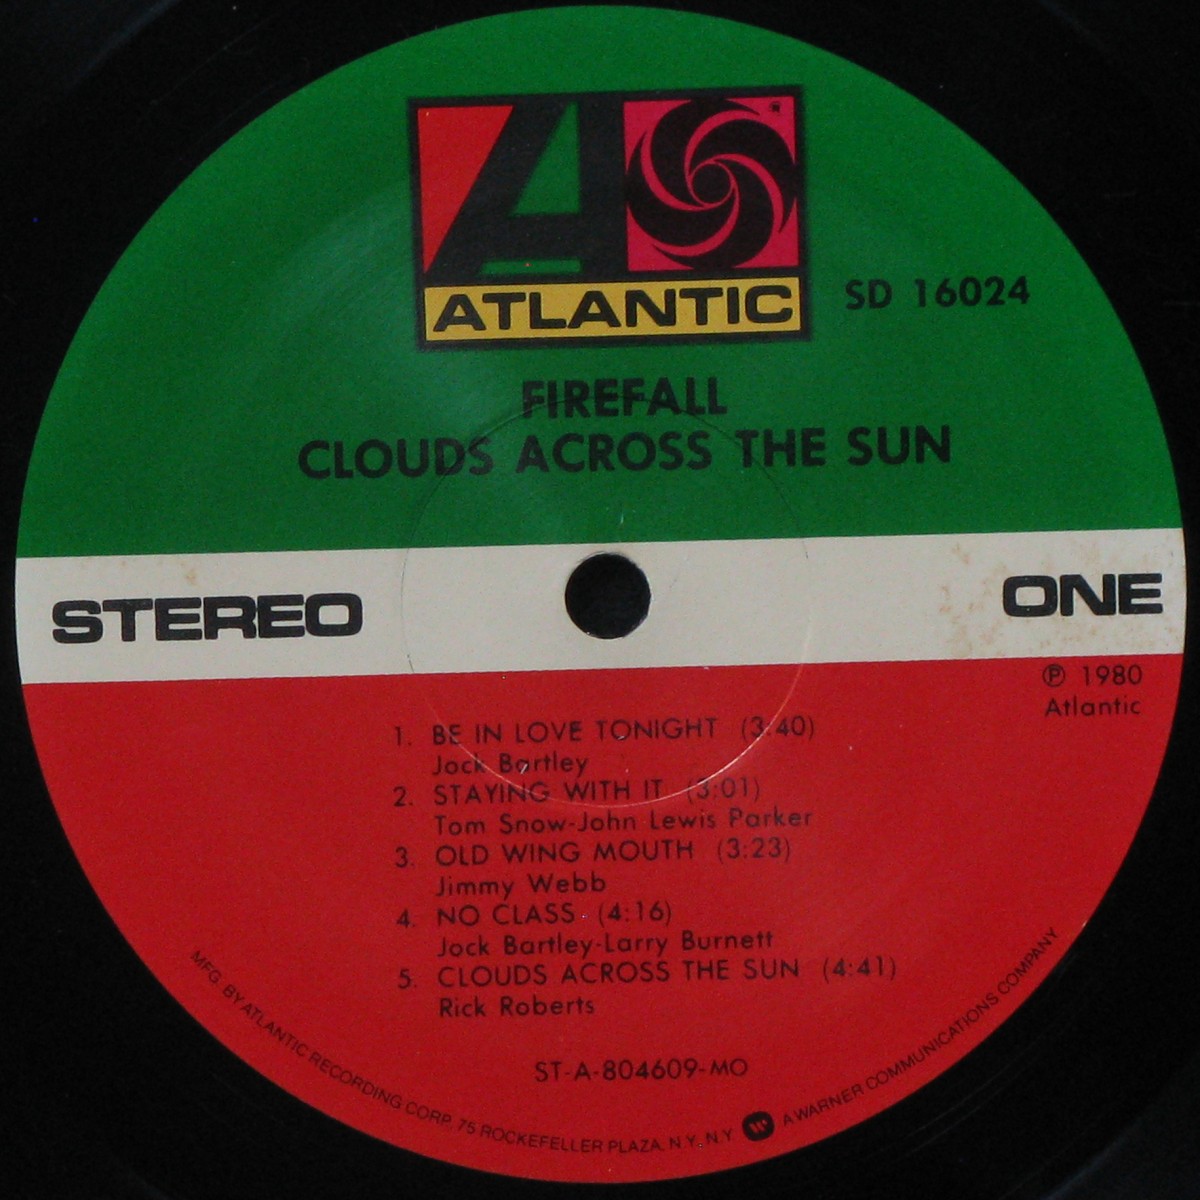 ATLANTIC
®
SD 16024
FIREFALL
CLOUDS ACROSS THE SUN
STEREO
ONE
℗ 1980
Atlantic
1. BE IN LOVE TONIGHT (3:40)
Jock Bartley
2. STAYING WITH IT (3:01)
Tom Snow-John Lewis Parker
3. OLD WING MOUTH (3:23)
Jimmy Webb
4. NO CLASS (4:16)
Jock Bartley-Larry Burnett
5. CLOUDS ACROSS THE SUN (4:41)
Rick Roberts
ST-A-804609-MO
MFG. BY ATLANTIC RECORDING CORP. 75 ROCKEFELLER PLAZA, N.Y. N.Y. A WARNER COMMUNICATIONS COMPANY